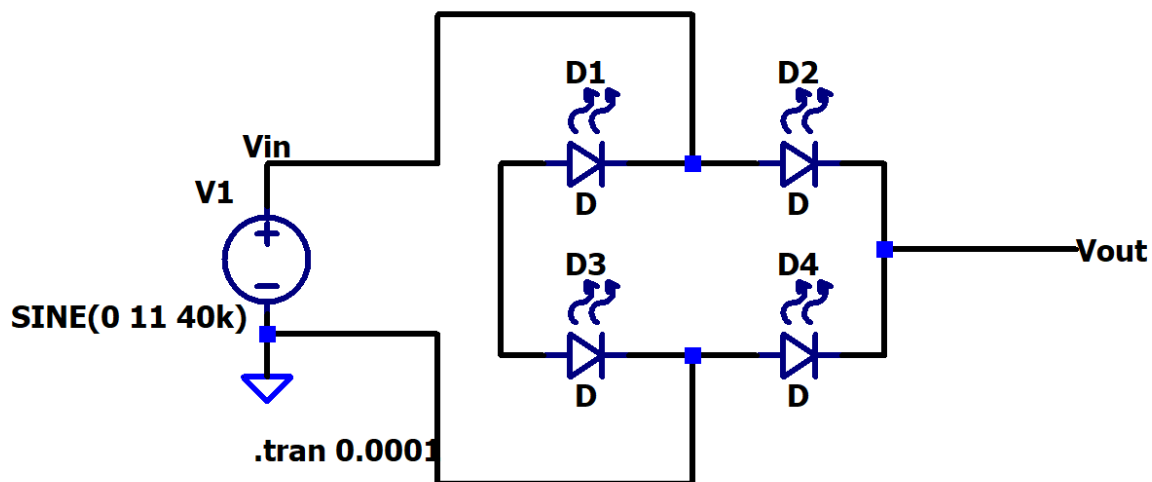 D1
D2
Vin
V1
D
D
D3
D4
Vout
SINE(0 11 40k)
D
D
.tran 0.0001